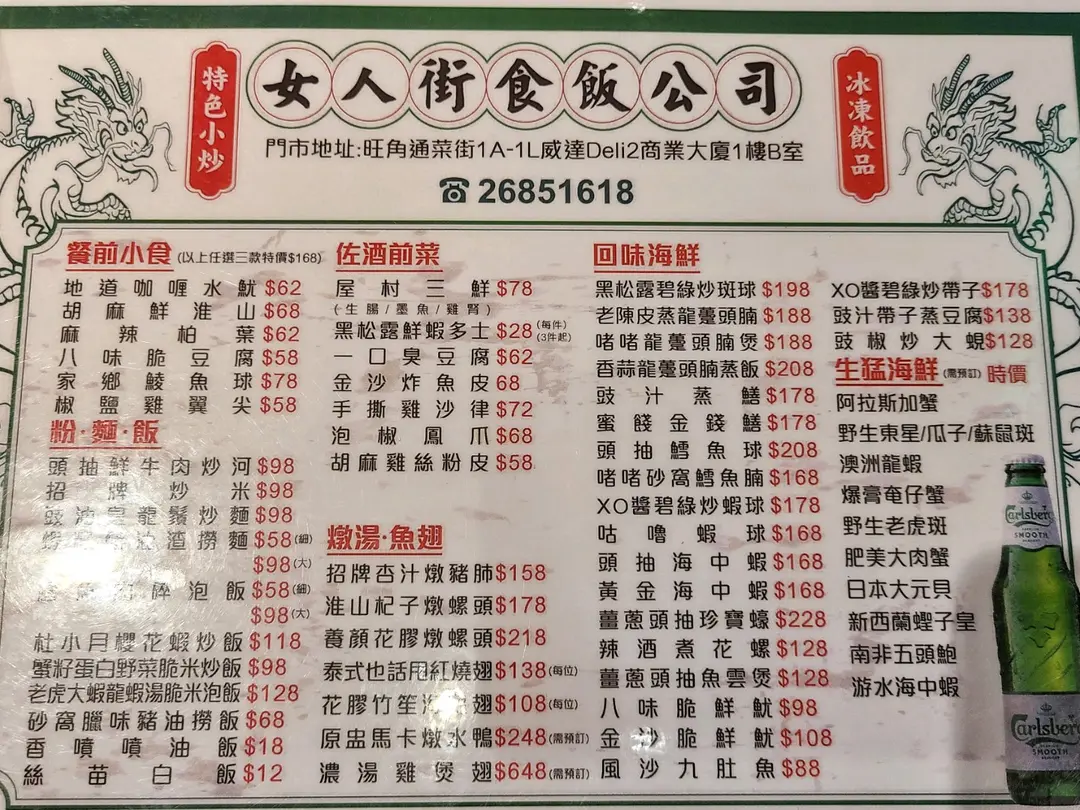 特色小炒
女人街食飯公司
冰凍飲品
門市地址:旺角通菜街1A-1L威達Deli2商業大廈1樓B室
☎26851618
餐前小食(以上任選三款特價$168)
地道咖喱水魷$62
胡麻鮮淮山$68
麻辣柏葉$62
八味脆豆腐$58
家鄉鯪魚球$78
椒鹽雞翼尖$58
粉·麵·飯
頭抽鮮牛肉炒河$98
招牌炒米$98
豉油皇龍鬚炒麵$98
油渣撈麵$58(細)
$98(大)
碎泡飯$58(細)
$98(大)
杜小月櫻花蝦炒飯$118
蟹籽蛋白野菜脆米炒飯$98
老虎大蝦龍蝦湯脆米泡飯$128
砂窩臘味豬油撈飯$68
香噴噴油飯$18
絲苗白飯$12
佐酒前菜
屋村三鮮$78
(生腸/墨魚/雞腎)
黑松露鮮蝦多士$28(每件)(3件起)
一口臭豆腐$62
金沙炸魚皮68
手撕雞沙律$72
泡椒鳳爪$68
胡麻雞絲粉皮$58
燉湯·魚翅
招牌杏汁燉豬肺$158
淮山杞子燉螺頭$178
養顏花膠燉螺頭$218
泰式也話甩紅燒翅$138(每位)
花膠竹笙海翅$108(每位)
原盅馬卡燉水鴨$248(需預訂)
濃湯雞煲翅$648(需預訂)
回味海鮮
黑松露碧綠炒斑球$198
老陳皮蒸龍躉頭腩$188
啫啫龍躉頭腩煲$188
香蒜龍躉頭腩蒸飯$208
豉汁蒸鱔$178
蜜餞金錢鱔$178
頭抽鱈魚球$208
啫啫砂窩鱈魚腩$168
XO醬碧綠炒蝦球$178
咕嚕蝦球$168
頭抽海中蝦$168
黃金海中蝦$168
薑蔥頭抽珍寶蠔$228
辣酒煮花螺$128
薑蔥頭抽魚雲煲$128
八味脆鮮魷$98
金沙脆鮮魷$108
風沙九肚魚$88
XO醬碧綠炒帶子$178
豉汁帶子蒸豆腐$138
豉椒炒大蜆$128
生猛海鮮(需預訂)時價
阿拉斯加蟹
野生東星/瓜子/蘇鼠斑
澳洲龍蝦
爆膏奄仔蟹
野生老虎斑
肥美大肉蟹
日本大元貝
新西蘭蟶子皇
南非五頭鮑
游水海中蝦
Carlsberg
SMOOTH
Carlsberg
SMOOTH